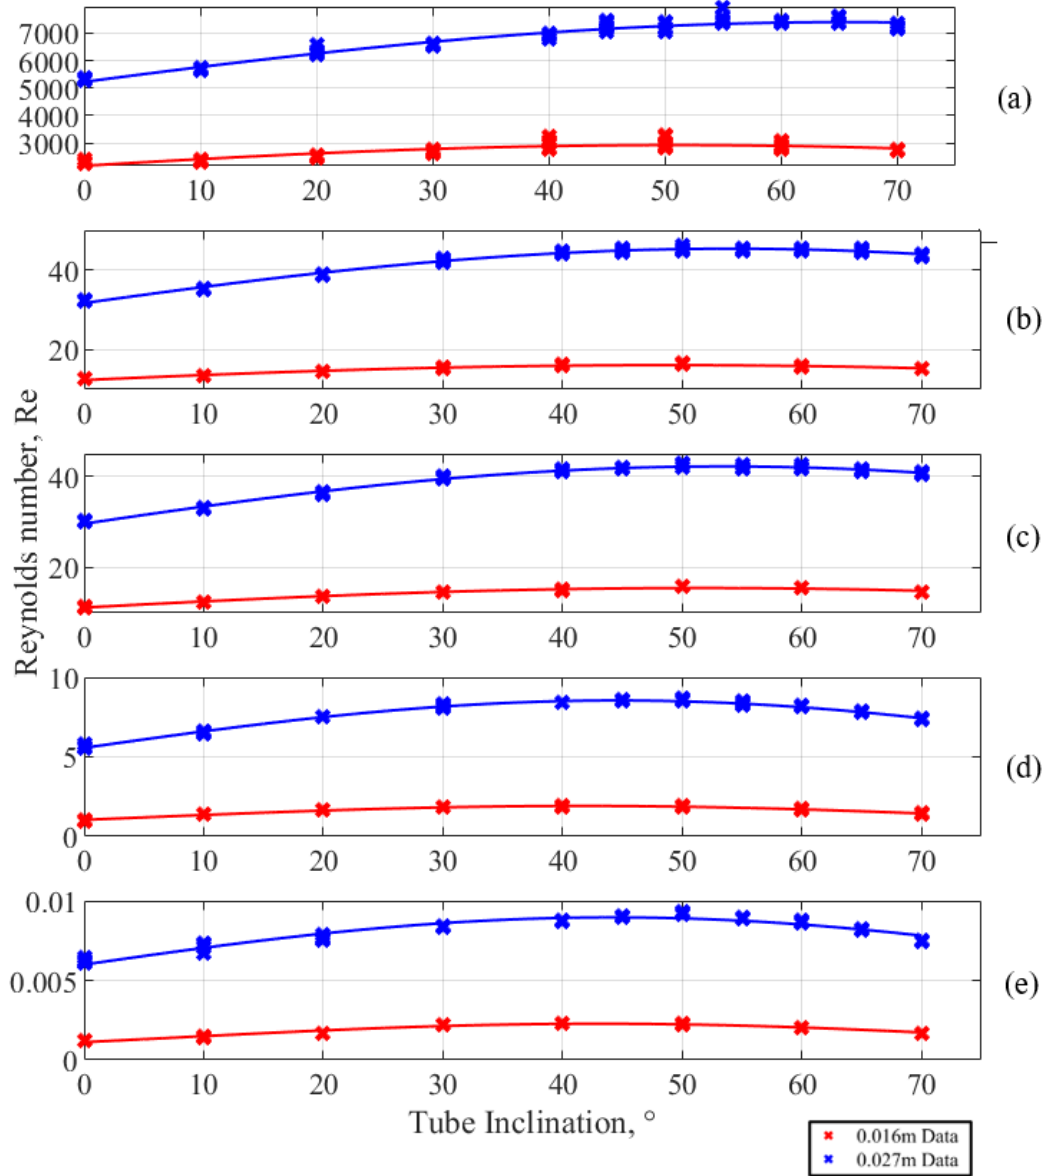 7000
6000
5000
4000
3000
0 10 20 30 40 50 60 70
(a)
40
20
0 10 20 30 40 50 60 70
(b)
40
20
0 10 20 30 40 50 60 70
(c)
10
5
0
0 10 20 30 40 50 60 70
(d)
0.01
0.005
0
0 10 20 30 40 50 60 70
(e)
Reynolds number, Re
Tube Inclination, °
0.016m Data
0.027m Data